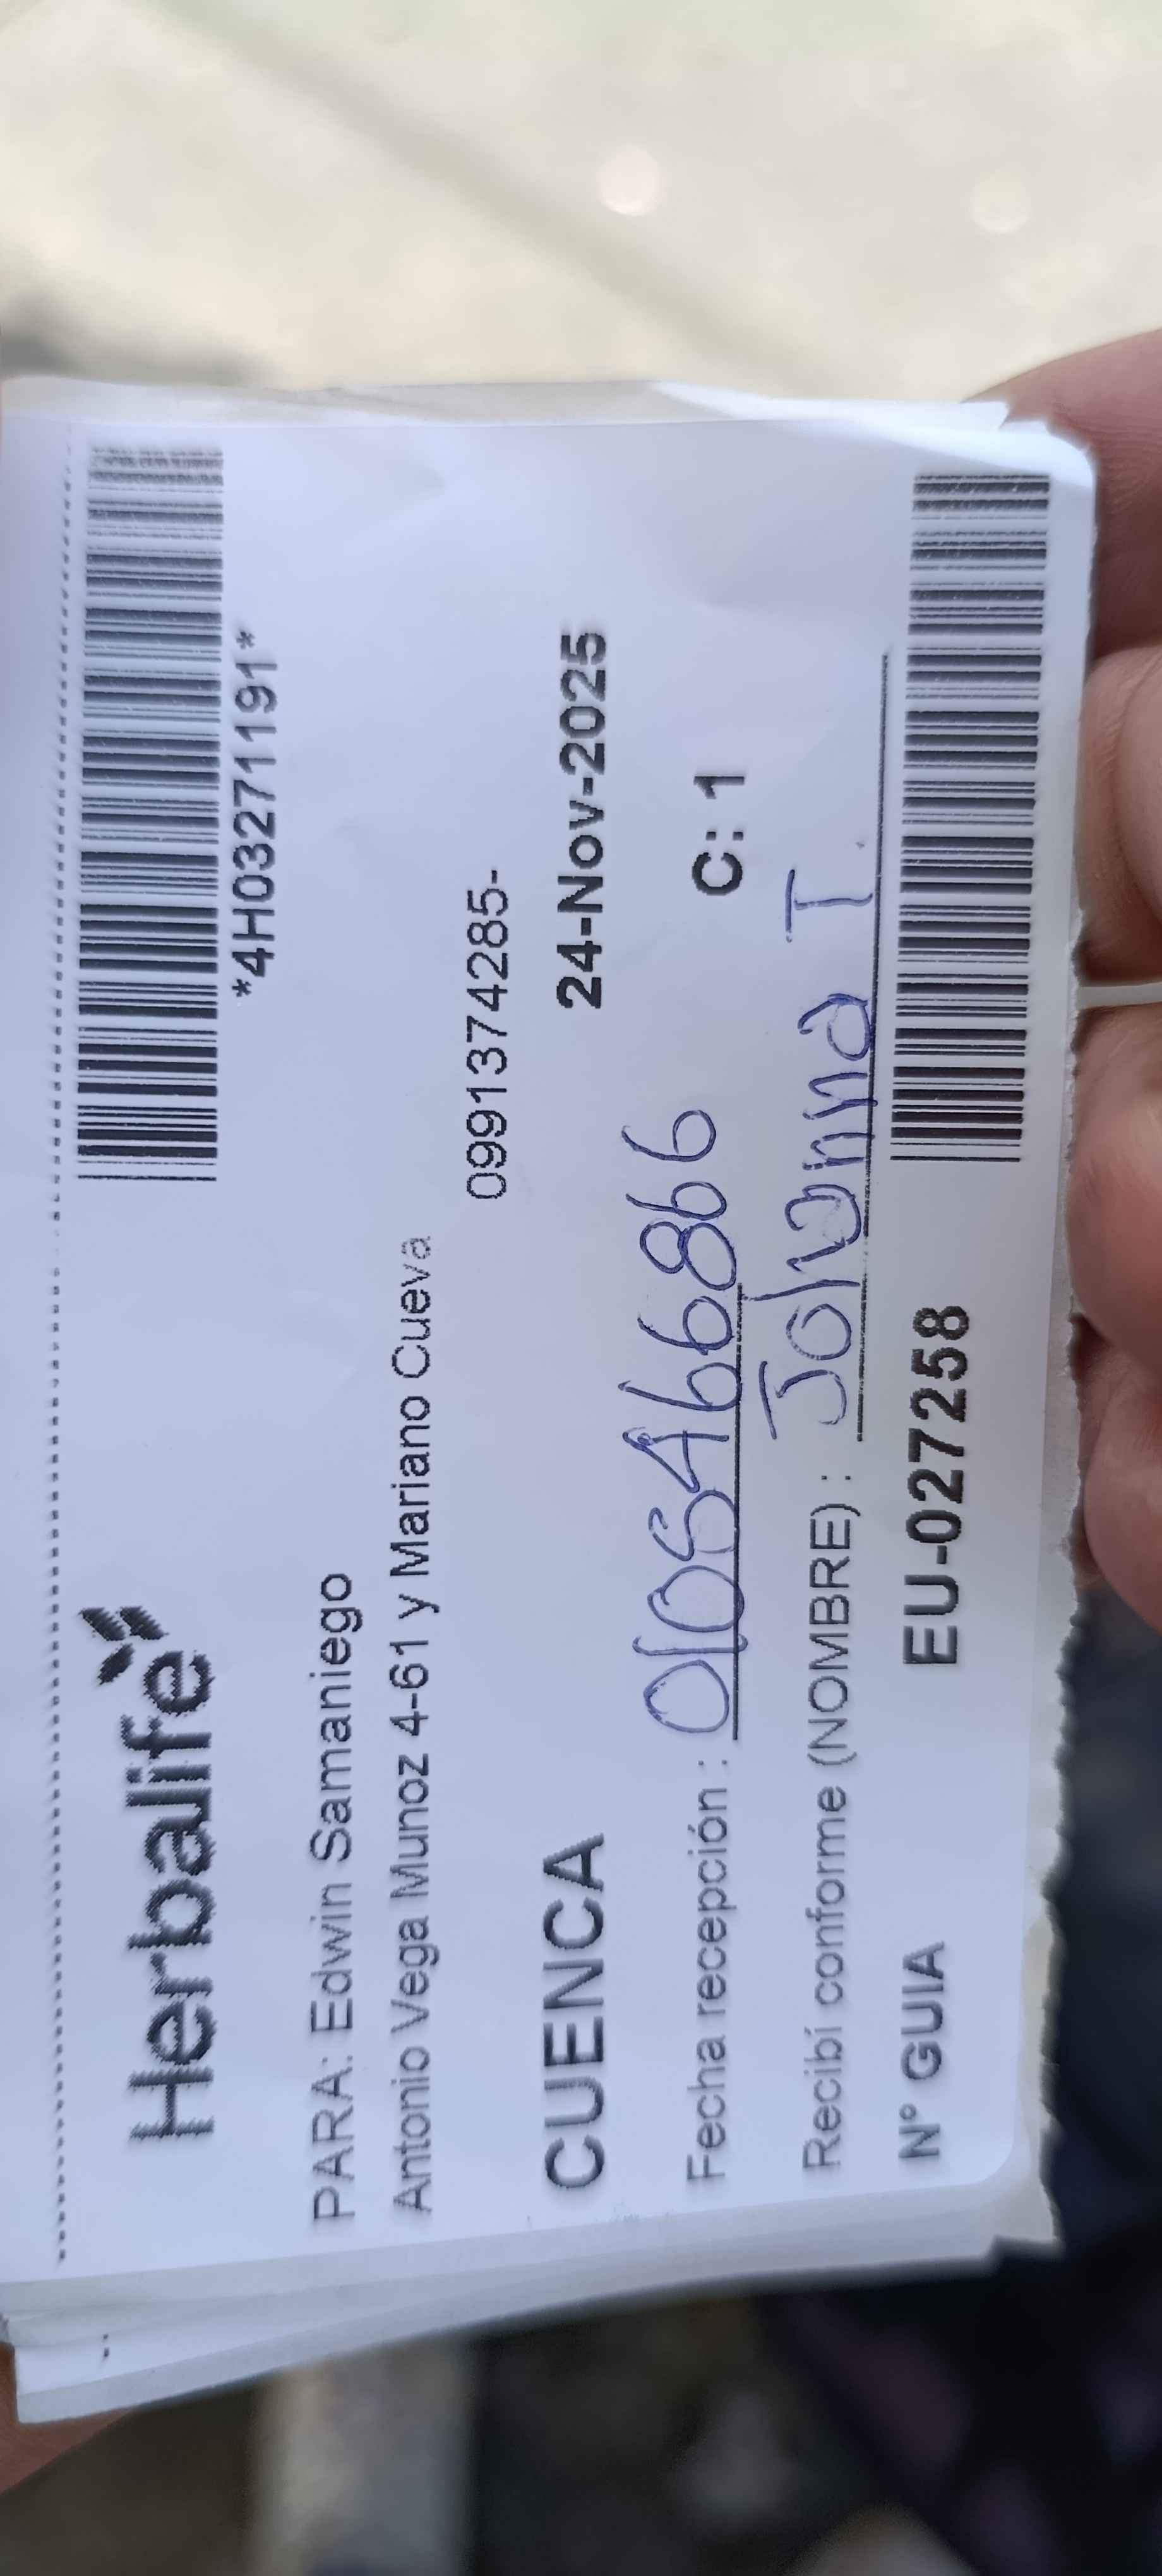 Herbalife
*4H03271191*
PARA: Edwin Samaniego
Antonio Vega Munoz 4-61 y Mariano Cueva
0991374285-
CUENCA 24-Nov-2025
Fecha recepción : 0105466866 C: 1
Recibí conforme (NOMBRE) : Johanna T
N° GUIA EU-027258